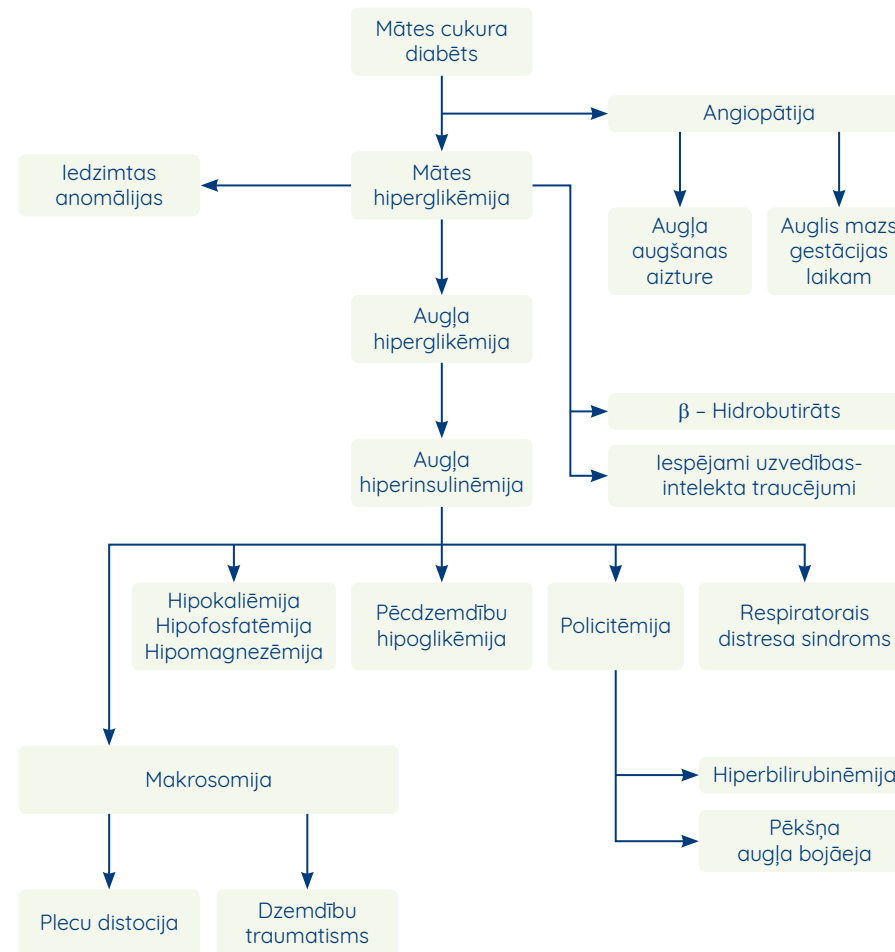 Mātes cukura
diabēts
Angiopātija
Iedzimtas
anomālijas
Mātes
hiperglikēmija
Augļa
augšanas
aizture
Auglis mazs
gestācijas
laikam
Augļa
hiperglikēmija
β – Hidrobutirāts
Augļa
hiperinsulinēmija
Iespējami uzvedības-
intelekta traucējumi
Hipokaliēmija
Hipofosfatēmija
Hipomagnezēmija
Pēcdzemdību
hipoglikēmija
Policitēmija
Respiratorais
distresa sindroms
Makrosomija
Hiperbilirubinēmija
Pēkšņa
augļa bojāeja
Plecu distocija
Dzemdību
traumatisms